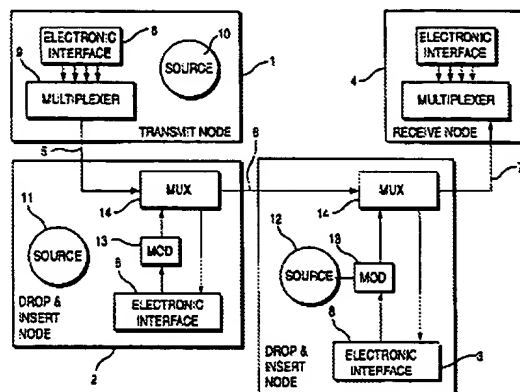 ELECTRONIC
INTERFACE
8
9
MULTIPLEXER
10
SOURCE
1
TRANSMIT NODE
ELECTRONIC
INTERFACE
4
MULTIPLEXER
RECEIVE NODE
5
6
7
MUX
14
11
SOURCE
13
MOD
8
ELECTRONIC
INTERFACE
DROP &
INSERT NODE
2
MUX
14
12
SOURCE
13
MOD
8
ELECTRONIC
INTERFACE
3
DROP &
INSERT NODE